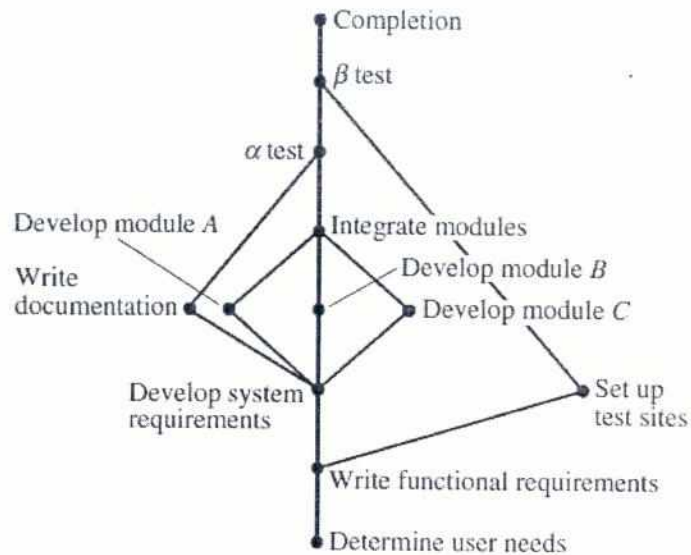 Completion
β test
α test
Develop module A
Integrate modules
Write
documentation
Develop module B
Develop module C
Develop system
requirements
Set up
test sites
Write functional requirements
Determine user needs